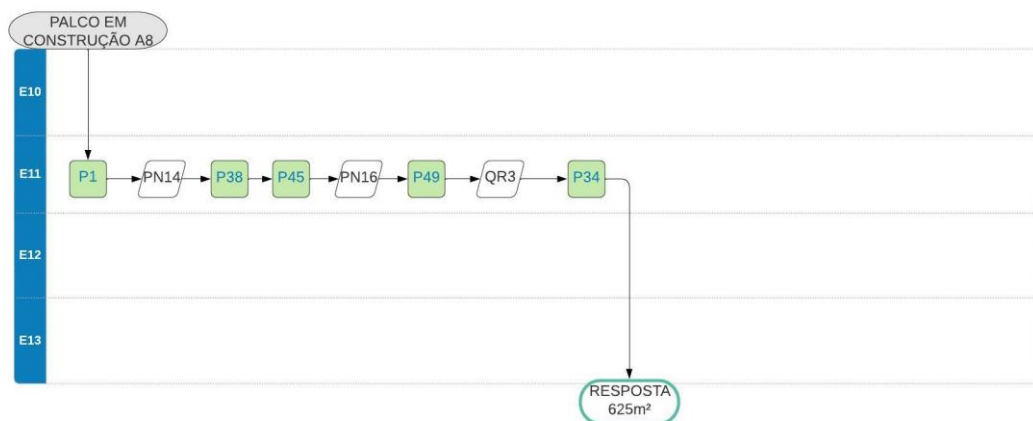 PALCO EM
CONSTRUÇÃO A8
E10
E11
P1
PN14
P38
P45
PN16
P49
QR3
P34
E12
E13
RESPOSTA
625m²